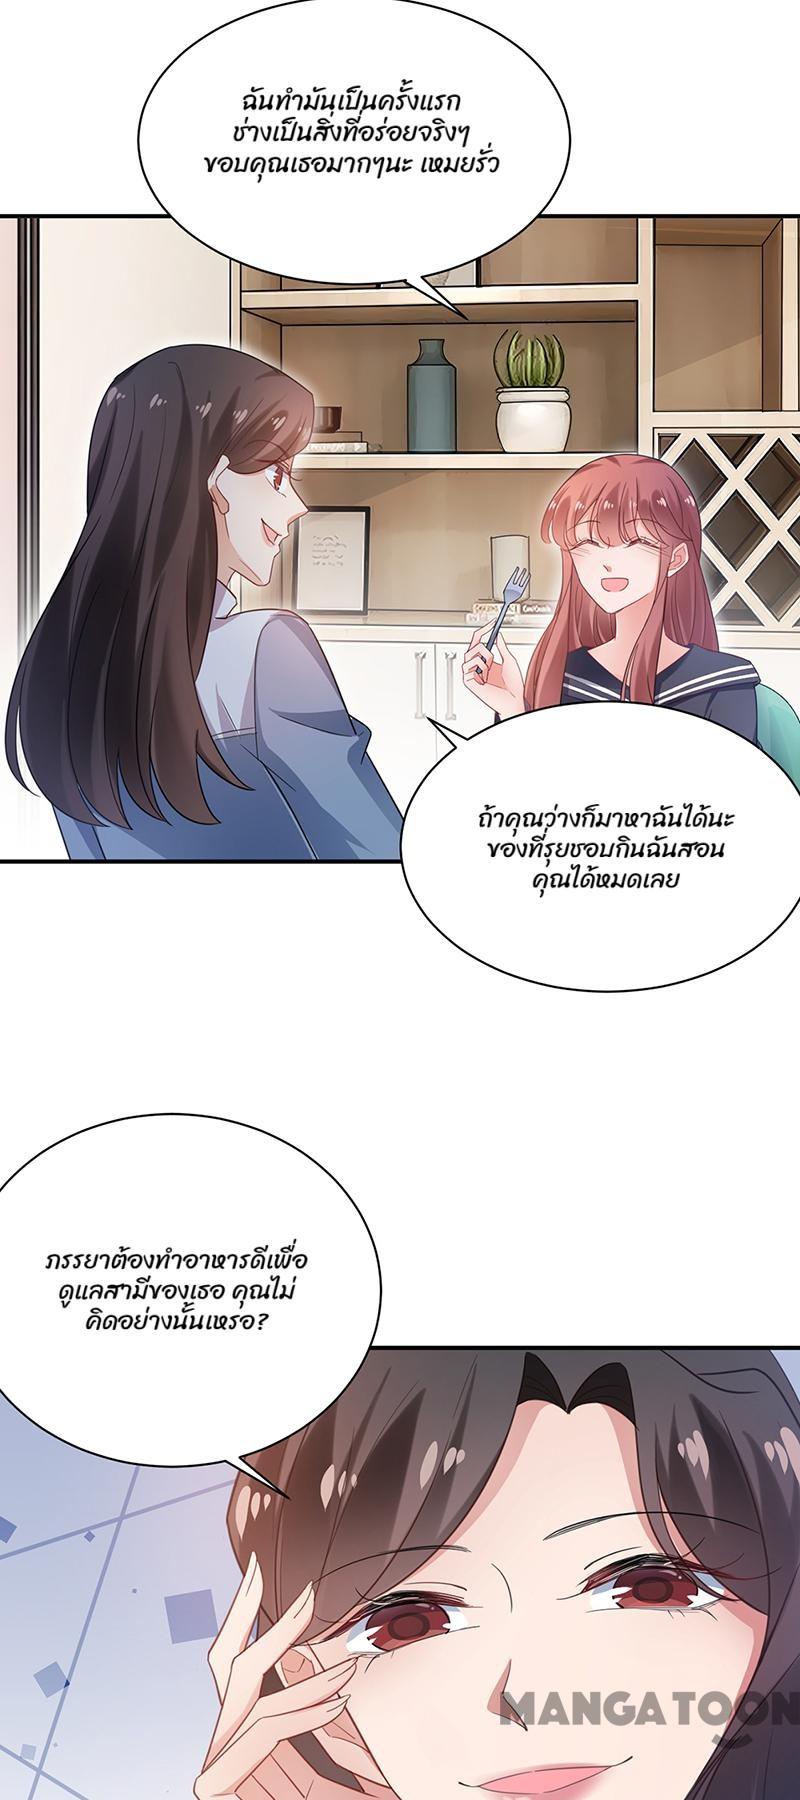 ฉันทำมันเป็นครั้งแรก
ช่างเป็นสิ่งที่อร่อยจริงๆ
ขอบคุณเธอมากๆนะ เหมยรั่ว
ถ้าคุณว่างก็มาหาฉันได้นะ
ของที่รุยชอบกินฉันสอน
คุณได้หมดเลย
ภรรยาต้องทำอาหารดีเพื่อ
ดูแลสามีของเธอ คุณไม่
คิดอย่างนั้นเหรอ?
MANGATOON